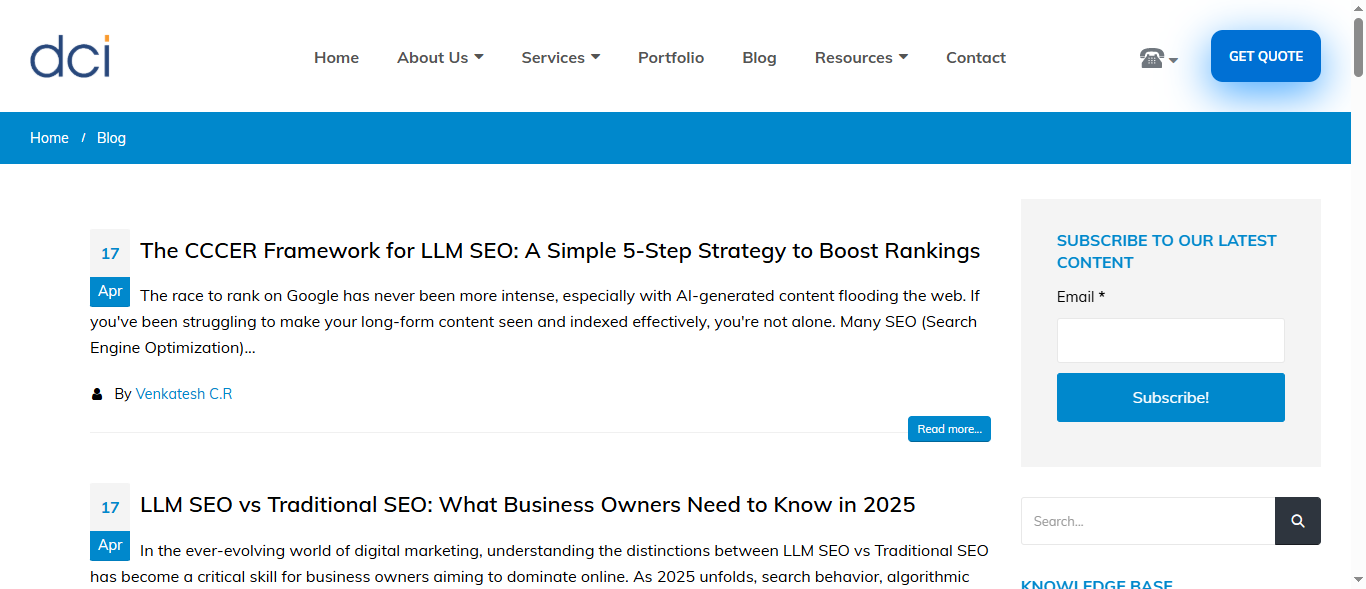 dci
Home
About Us
Services
Portfolio
Blog
Resources
Contact
GET QUOTE
Home / Blog
17
Apr
The CCCER Framework for LLM SEO: A Simple 5-Step Strategy to Boost Rankings
The race to rank on Google has never been more intense, especially with AI-generated content flooding the web. If
you've been struggling to make your long-form content seen and indexed effectively, you're not alone. Many SEO (Search
Engine Optimization)...
By Venkatesh C.R
Read more...
17
Apr
LLM SEO vs Traditional SEO: What Business Owners Need to Know in 2025
In the ever-evolving world of digital marketing, understanding the distinctions between LLM SEO vs Traditional SEO
has become a critical skill for business owners aiming to dominate online. As 2025 unfolds, search behavior, algorithmic
SUBSCRIBE TO OUR LATEST
CONTENT
Email *
Subscribe!
Search...
KNOWLEDGE BASE